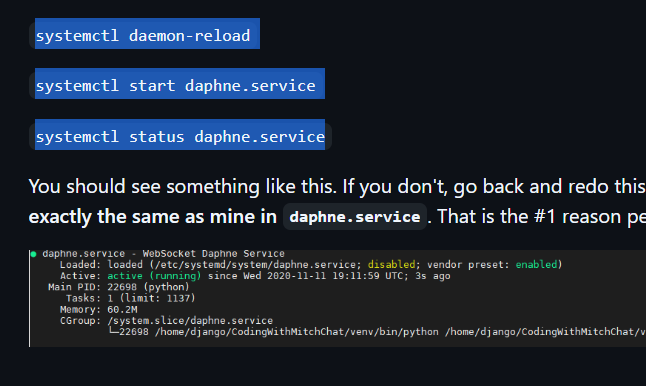 systemctl daemon-reload
systemctl start daphne.service
systemctl status daphne.service
You should see something like this. If you don't, go back and redo this
exactly the same as mine in daphne.service. That is the #1 reason pe
● daphne.service - WebSocket Daphne Service
Loaded: loaded (/etc/systemd/system/daphne.service; disabled; vendor preset: enabled)
Active: active (running) since Wed 2020-11-11 19:11:59 UTC; 3s ago
Main PID: 22698 (python)
Tasks: 1 (limit: 1137)
Memory: 60.2M
CGroup: /system.slice/daphne.service
└─22698 /home/django/CodingWithMitchChat/venv/bin/python /home/django/CodingWithMitchChat/v